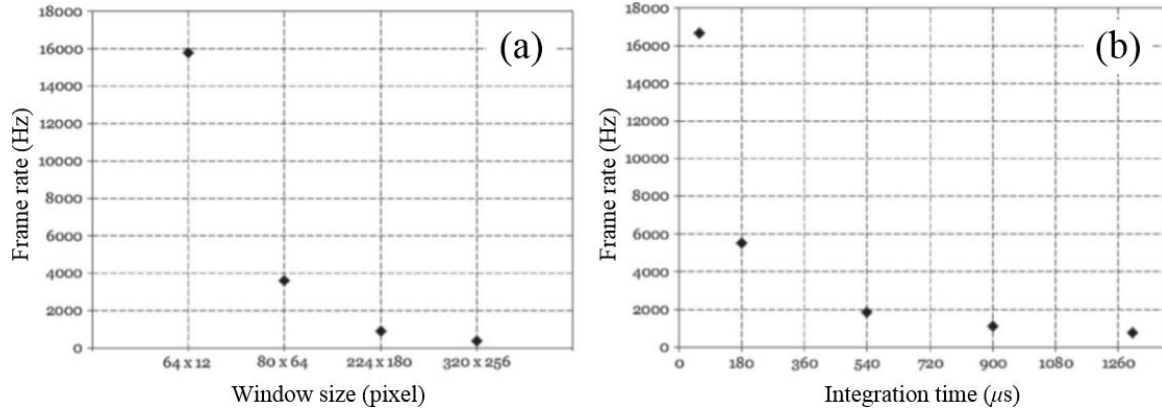 (a)
Frame rate (Hz)
18000
16000
14000
12000
10000
8000
6000
4000
2000
0
64 x 12 80 x 64 224 x 180 320 x 256
Window size (pixel)
(b)
Frame rate (Hz)
18000
16000
14000
12000
10000
8000
6000
4000
2000
0
0 180 360 540 720 900 1080 1260
Integration time (μs)